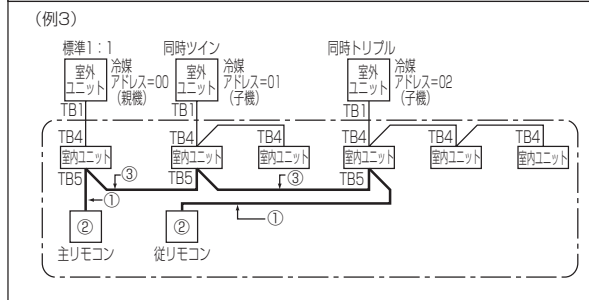 (例3)
標準1：1
同時ツイン
同時トリプル
室外
ユニット
冷媒
アドレス=00
(親機)
室外
ユニット
冷媒
アドレス=01
(子機)
室外
ユニット
冷媒
アドレス=02
(子機)
TB1
TB1
TB1
TB4
TB4
TB4
TB4
TB4
TB4
室内ユニット
室内ユニット
室内ユニット
室内ユニット
室内ユニット
室内ユニット
TB5
③
TB5
③
TB5
①
①
②
②
主リモコン
従リモコン